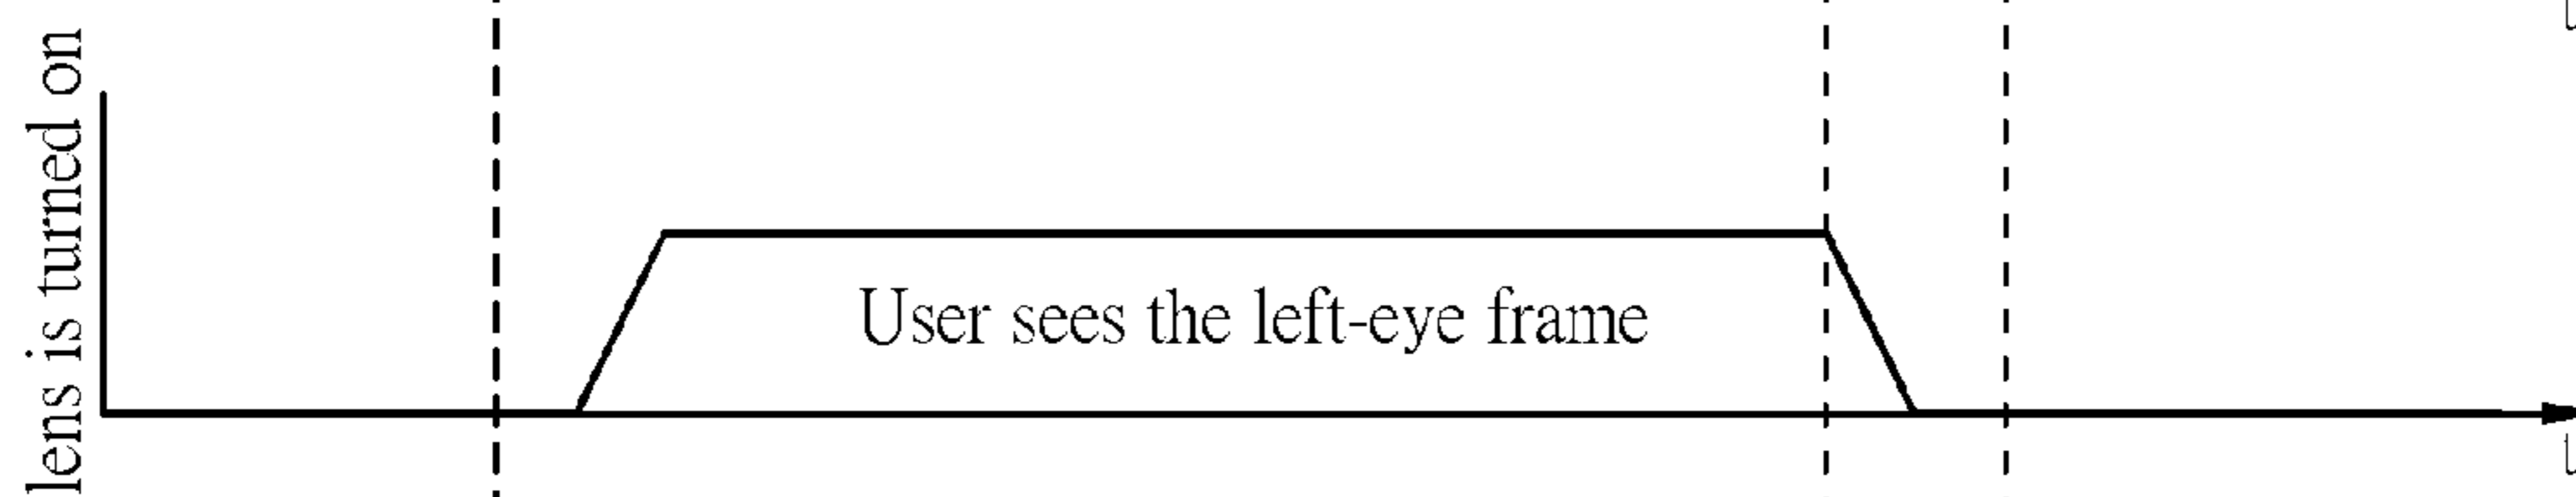 lens is turned on
User sees the left-eye frame